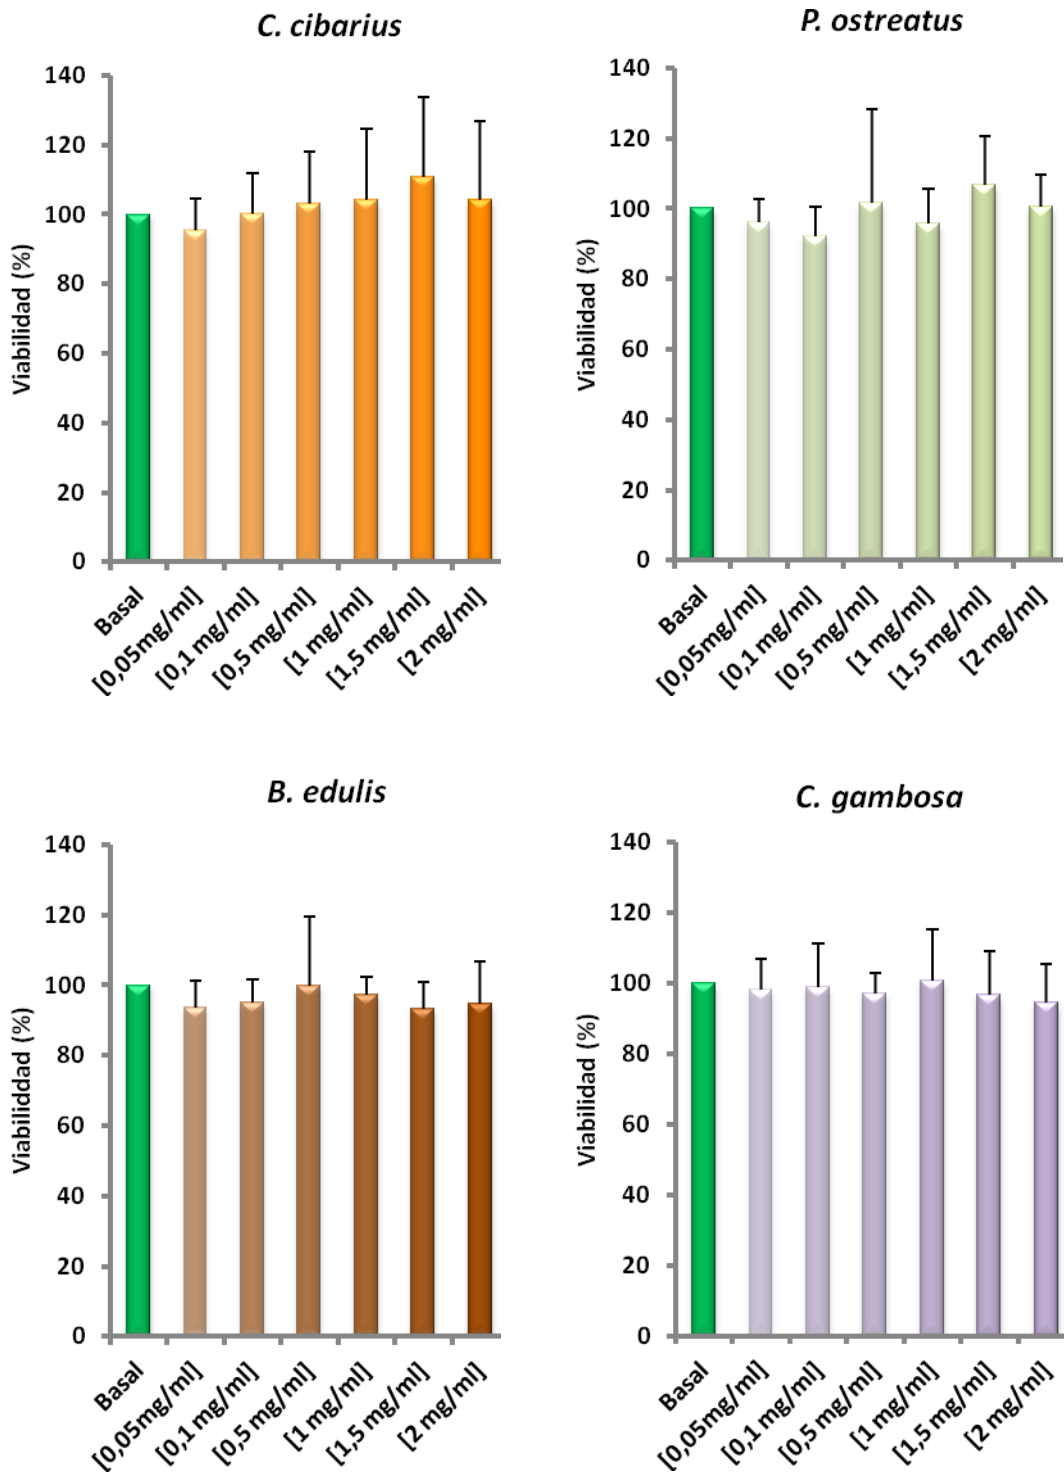 C. cibarius
140
120
100
80
60
40
20
0
Viabilidad (%)
Basal
[0,05mg/ml]
[0,1 mg/ml]
[0,5 mg/ml]
[1 mg/ml]
[1,5 mg/ml]
[2 mg/ml]
P. ostreatus
140
120
100
80
60
40
20
0
Viabilidad (%)
Basal
[0,05mg/ml]
[0,1 mg/ml]
[0,5 mg/ml]
[1 mg/ml]
[1,5 mg/ml]
[2 mg/ml]
B. edulis
140
120
100
80
60
40
20
0
Viabiliddad (%)
Basal
[0,05mg/ml]
[0,1 mg/ml]
[0,5 mg/ml]
[1 mg/ml]
[1,5 mg/ml]
[2 mg/ml]
C. gambosa
140
120
100
80
60
40
20
0
Viabilidad (%)
Basal
[0,05mg/ml]
[0,1 mg/ml]
[0,5 mg/ml]
[1 mg/ml]
[1,5 mg/ml]
[2 mg/ml]